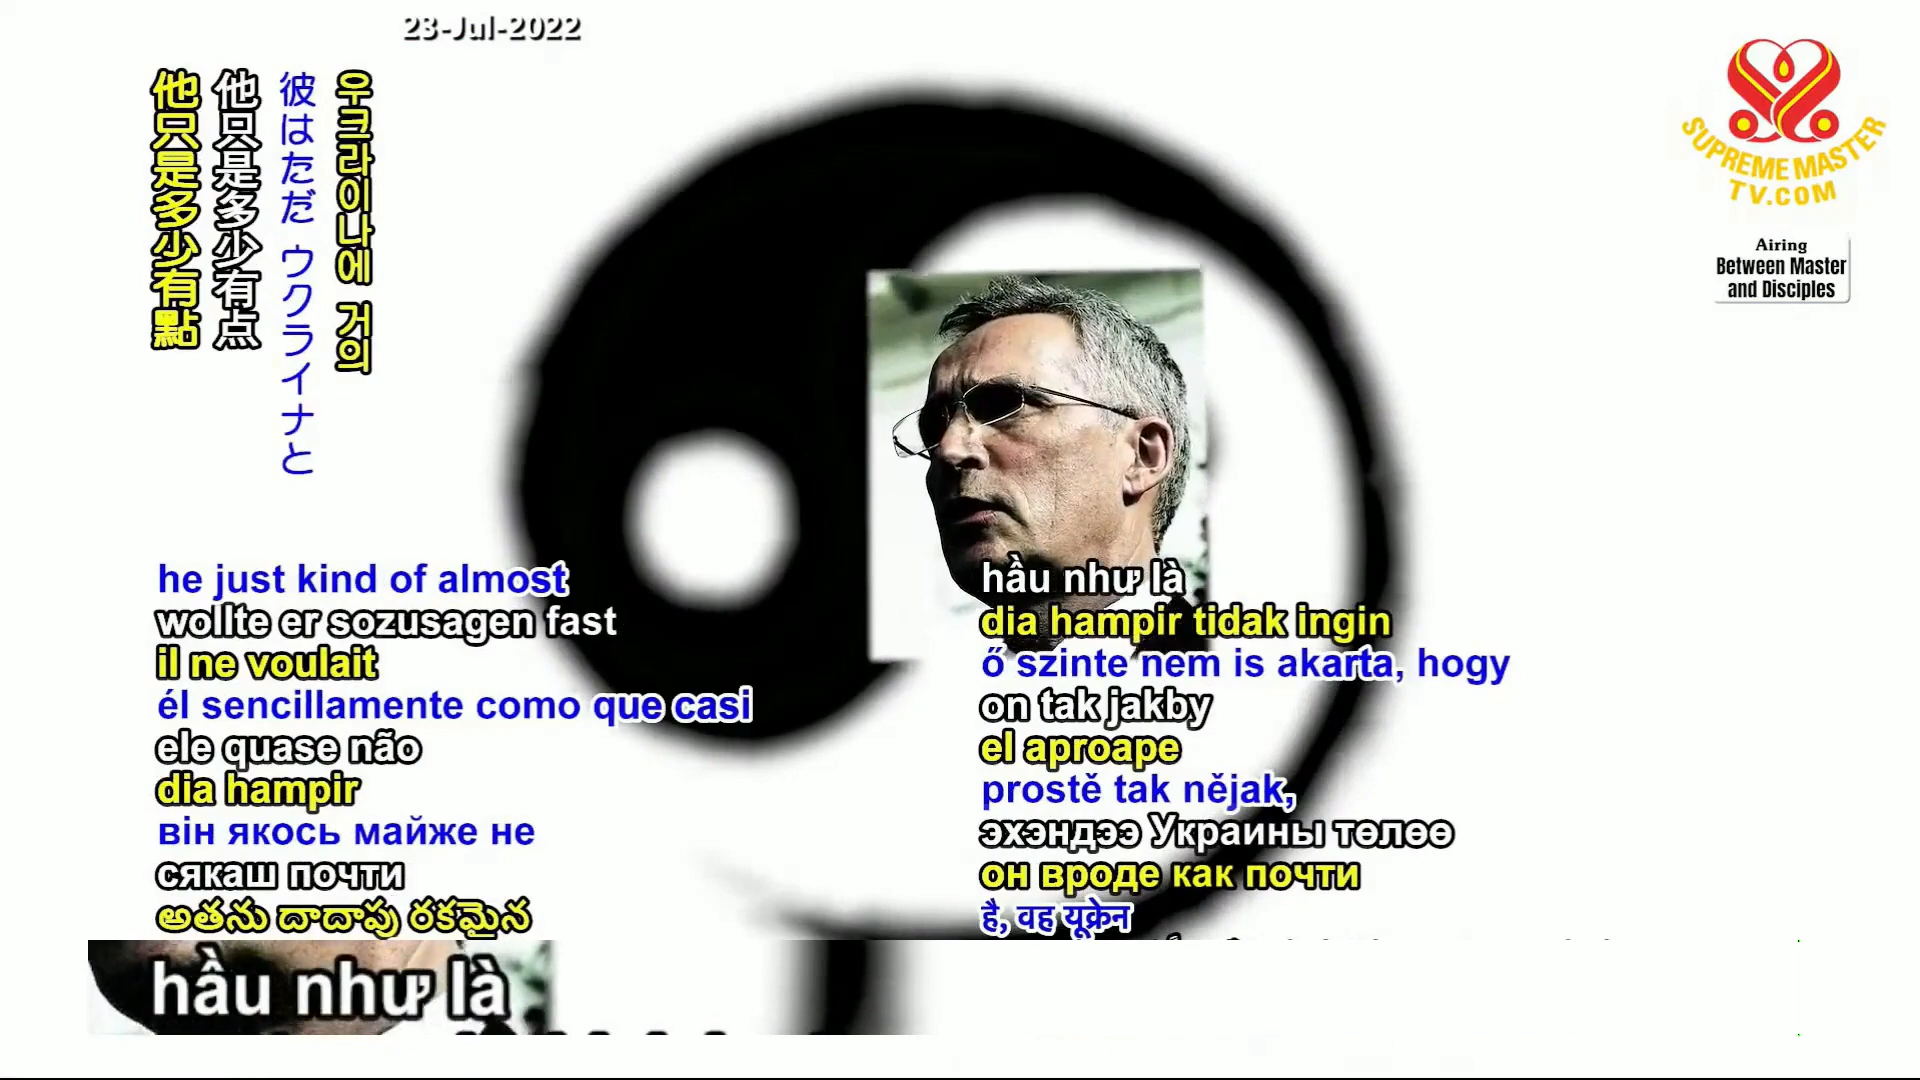 23-Jul-2022
SUPREME MASTER
TV.COM
Airing
Between Master
and Disciples
우크라이나에 거의
彼はただ ウクライナと
他只是多少有点
他只是多少有點
he just kind of almost
wollte er sozusagen fast
il ne voulait
él sencillamente como que casi
ele quase não
dia hampir
він якось майже не
сякаш почти
అతను దాదాపు రకమైన
hầu như là
dia hampir tidak ingin
ő szinte nem is akarta, hogy
on tak jakby
el aproape
prostě tak nějak,
эхэндээ Украины төлөө
он вроде как почти
है, वह यूक्रेन
hầu như là